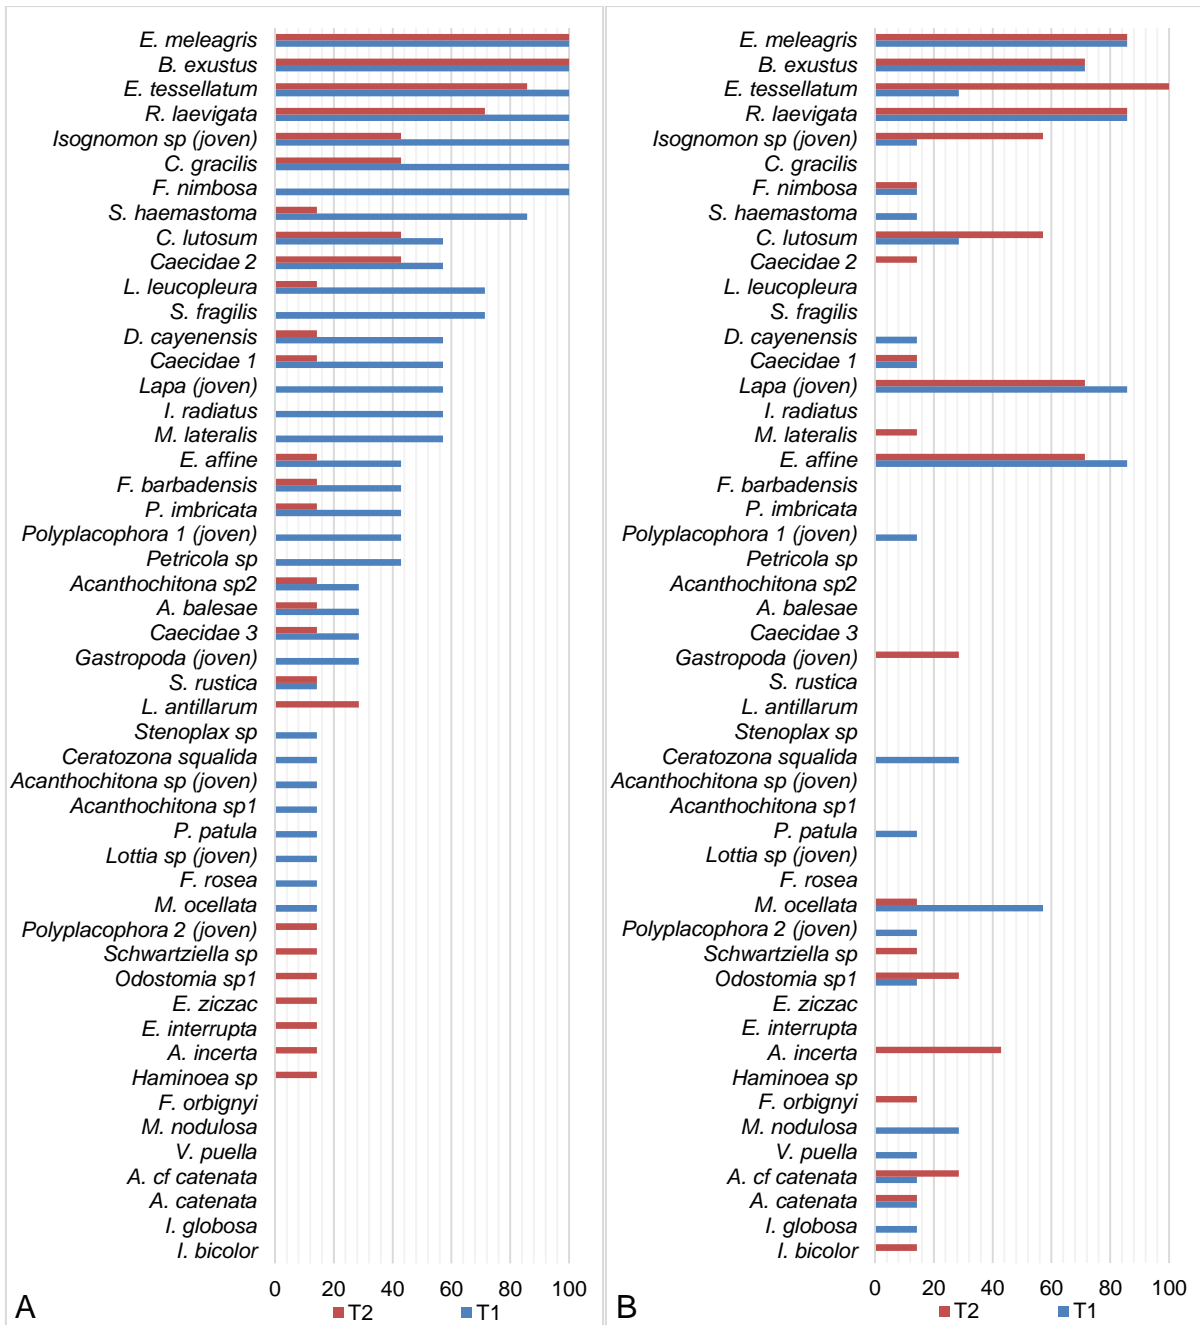 E. meleagris
B. exustus
E. tessellatum
R. laevigata
Isognomon sp (joven)
C. gracilis
F. nimbosa
S. haemastoma
C. lutosum
Caecidae 2
L. leucopleura
S. fragilis
D. cayenensis
Caecidae 1
Lapa (joven)
I. radiatus
M. lateralis
E. affine
F. barbadensis
P. imbricata
Polyplacophora 1 (joven)
Petricola sp
Acanthochitona sp2
A. balesae
Caecidae 3
Gastropoda (joven)
S. rustica
L. antillarum
Stenoplax sp
Ceratozona squalida
Acanthochitona sp (joven)
Acanthochitona sp1
P. patula
Lottia sp (joven)
F. rosea
M. ocellata
Polyplacophora 2 (joven)
Schwartziella sp
Odostomia sp1
E. ziczac
E. interrupta
A. incerta
Haminoea sp
F. orbignyi
M. nodulosa
V. puella
A. cf catenata
A. catenata
I. globosa
I. bicolor
0 20 40 60 80 100
A T2 T1
E. meleagris
B. exustus
E. tessellatum
R. laevigata
Isognomon sp (joven)
C. gracilis
F. nimbosa
S. haemastoma
C. lutosum
Caecidae 2
L. leucopleura
S. fragilis
D. cayenensis
Caecidae 1
Lapa (joven)
I. radiatus
M. lateralis
E. affine
F. barbadensis
P. imbricata
Polyplacophora 1 (joven)
Petricola sp
Acanthochitona sp2
A. balesae
Caecidae 3
Gastropoda (joven)
S. rustica
L. antillarum
Stenoplax sp
Ceratozona squalida
Acanthochitona sp (joven)
Acanthochitona sp1
P. patula
Lottia sp (joven)
F. rosea
M. ocellata
Polyplacophora 2 (joven)
Schwartziella sp
Odostomia sp1
E. ziczac
E. interrupta
A. incerta
Haminoea sp
F. orbignyi
M. nodulosa
V. puella
A. cf catenata
A. catenata
I. globosa
I. bicolor
0 20 40 60 80 100
B T2 T1